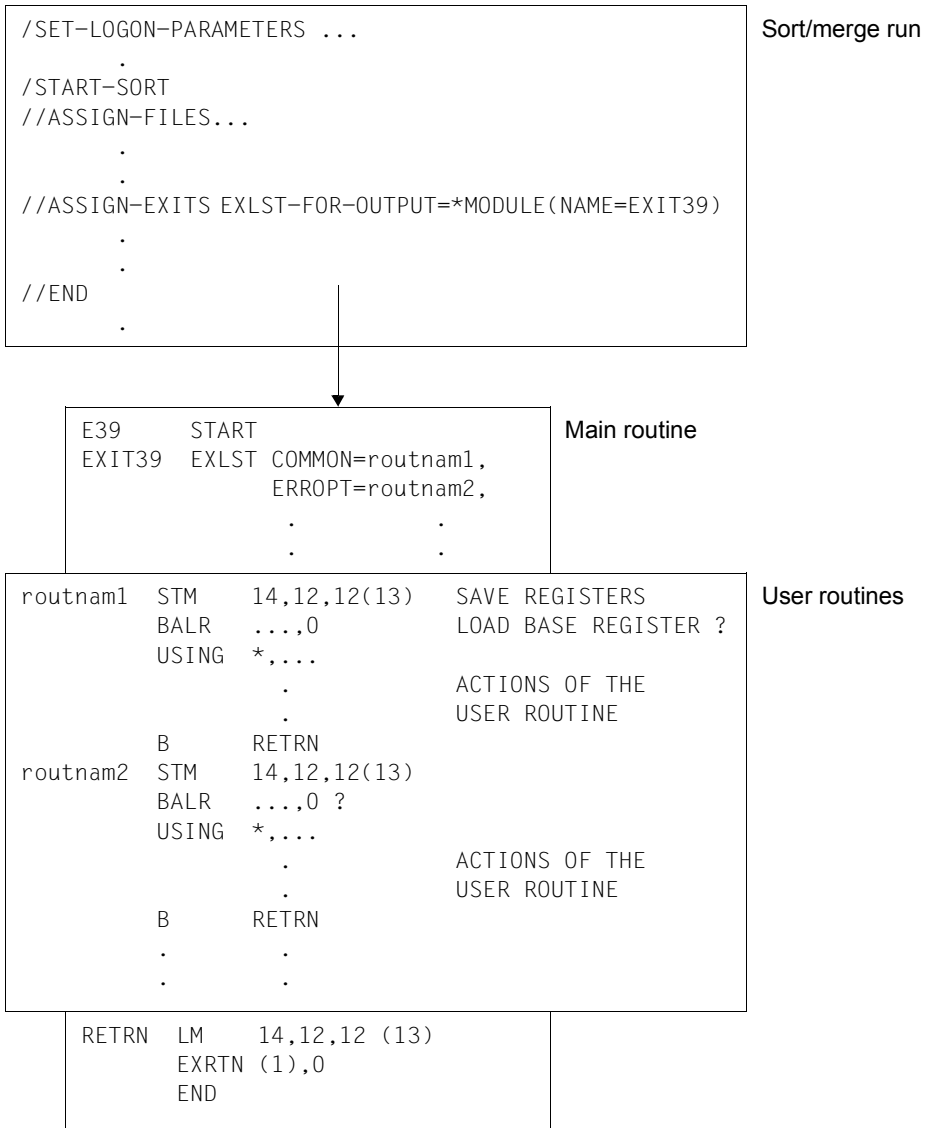 /SET-LOGON-PARAMETERS ...
Sort/merge run
.
/START-SORT
//ASSIGN-FILES...
.
.
//ASSIGN-EXITS EXLST-FOR-OUTPUT=*MODULE(NAME=EXIT39)
.
.
//END
.
E39 START
Main routine
EXIT39 EXLST COMMON=routnam1,
ERROPT=routnam2,
. .
. .
routnam1 STM 14,12,12(13) SAVE REGISTERS
User routines
BALR ...,0 LOAD BASE REGISTER ?
USING *,...
. ACTIONS OF THE
. USER ROUTINE
B RETRN
routnam2 STM 14,12,12(13)
BALR ...,0 ?
USING *,...
. ACTIONS OF THE
. USER ROUTINE
B RETRN
. .
. .
RETRN LM 14,12,12 (13)
EXRTN (1),0
END